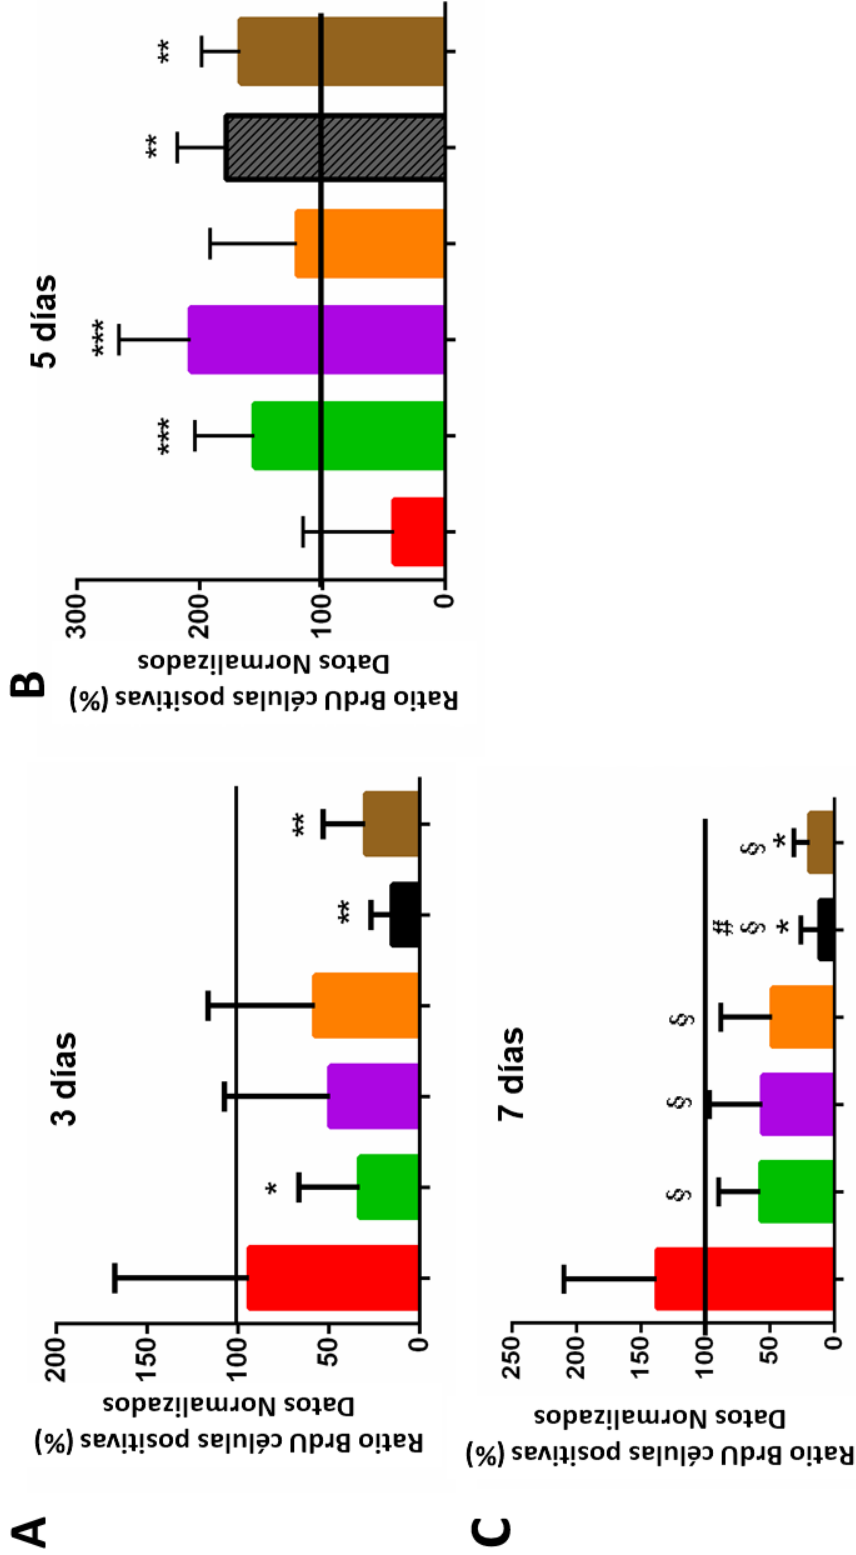 A
3 días
Ratio BrdU células positivas (%)
Datos Normalizados
200
150
100
50
0
*
**
**
B
5 días
Ratio BrdU células positivas (%)
Datos Normalizados
300
200
100
0
***
***
**
**
C
7 días
Ratio BrdU células positivas (%)
Datos Normalizados
250
200
150
100
50
0
§
§
§
#
§
*
§
*